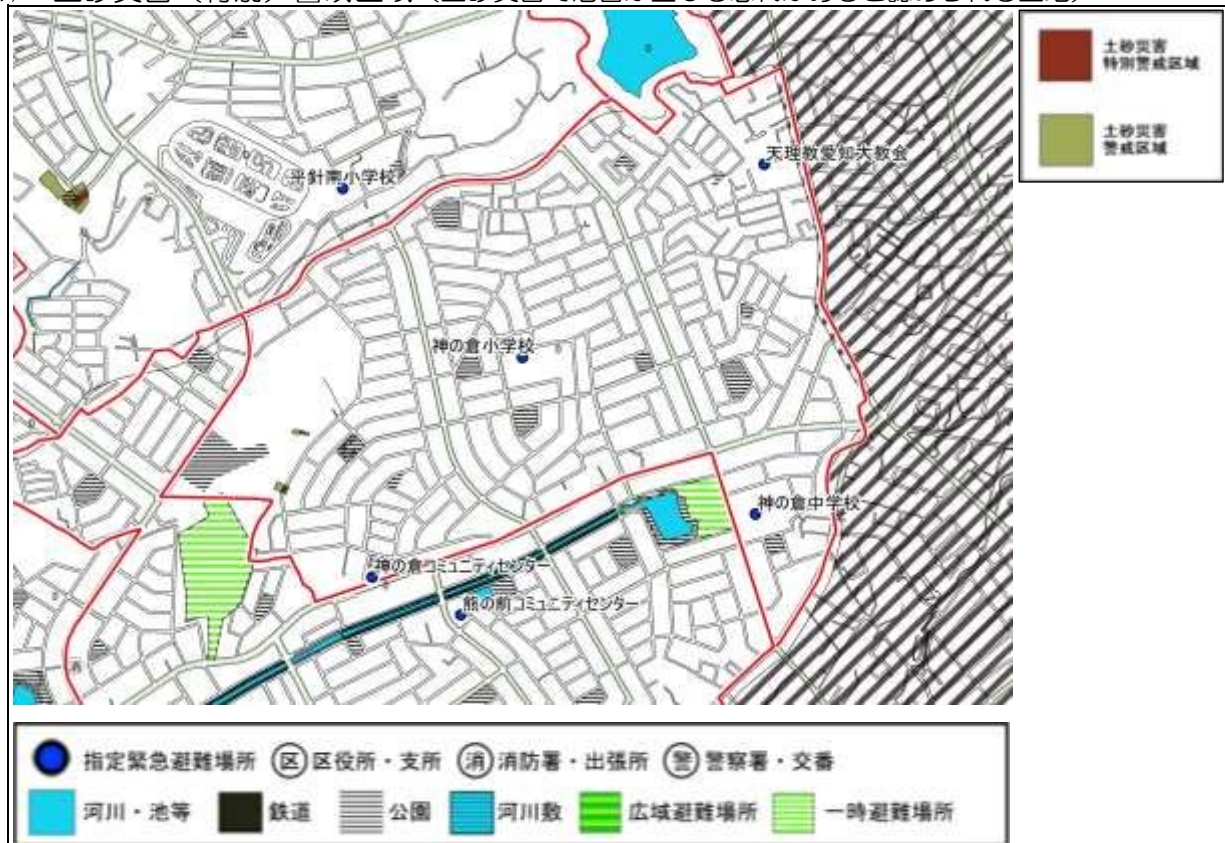 土砂災害
特別警戒区域
土砂災害
警戒区域
天理教愛知大教会
平針南小学校
神の倉小学校
神の倉中学校
神の倉コミュニティセンター
熊の前コミュニティセンター
指定緊急避難場所 区 区役所・支所 消 消防署・出張所 警 警察署・交番
河川・池等 鉄道 公園 河川敷 広域避難場所 一時避難場所